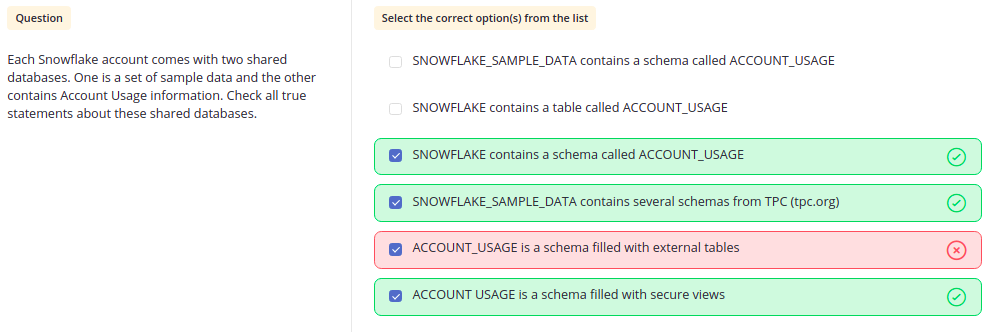 Question
Each Snowflake account comes with two shared
databases. One is a set of sample data and the other
contains Account Usage information. Check all true
statements about these shared databases.
Select the correct option(s) from the list
SNOWFLAKE_SAMPLE_DATA contains a schema called ACCOUNT_USAGE
SNOWFLAKE contains a table called ACCOUNT_USAGE
SNOWFLAKE contains a schema called ACCOUNT_USAGE
SNOWFLAKE_SAMPLE_DATA contains several schemas from TPC (tpc.org)
ACCOUNT_USAGE is a schema filled with external tables
ACCOUNT USAGE is a schema filled with secure views